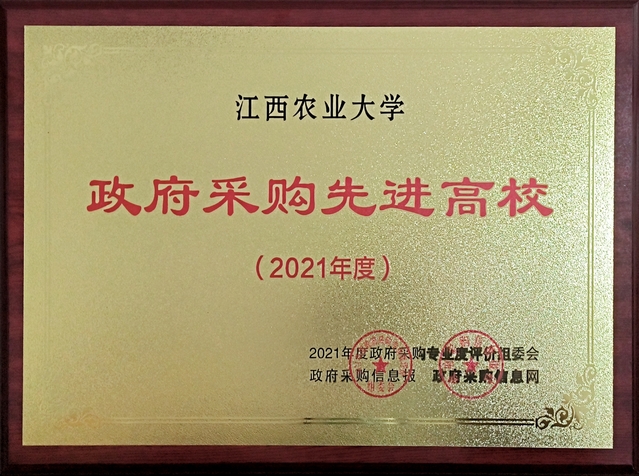 江西农业大学
政府采购先进高校
（2021年度）
2021年度政府采购专业度评价组委会
政府采购信息报 政府采购信息网